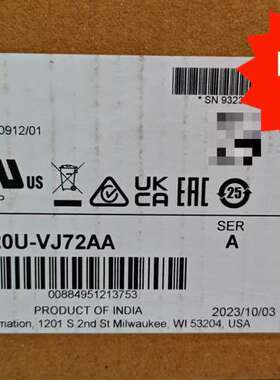 * SN 9323
0912/01
UL US
UK CA EAC 25
20U-VJ72AA
SER
A
00884951213753
PRODUCT OF INDIA
2023/10/03
mation, 1201 S 2nd St Milwaukee, WI 53204, USA